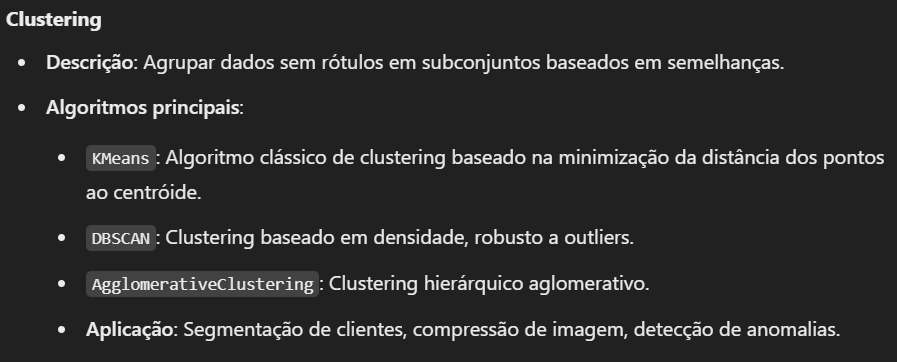 Clustering
• Descrição: Agrupar dados sem rótulos em subconjuntos baseados em semelhanças.
• Algoritmos principais:
• KMeans: Algoritmo clássico de clustering baseado na minimização da distância dos pontos
ao centróide.
• DBSCAN: Clustering baseado em densidade, robusto a outliers.
• AgglomerativeClustering: Clustering hierárquico aglomerativo.
• Aplicação: Segmentação de clientes, compressão de imagem, detecção de anomalias.